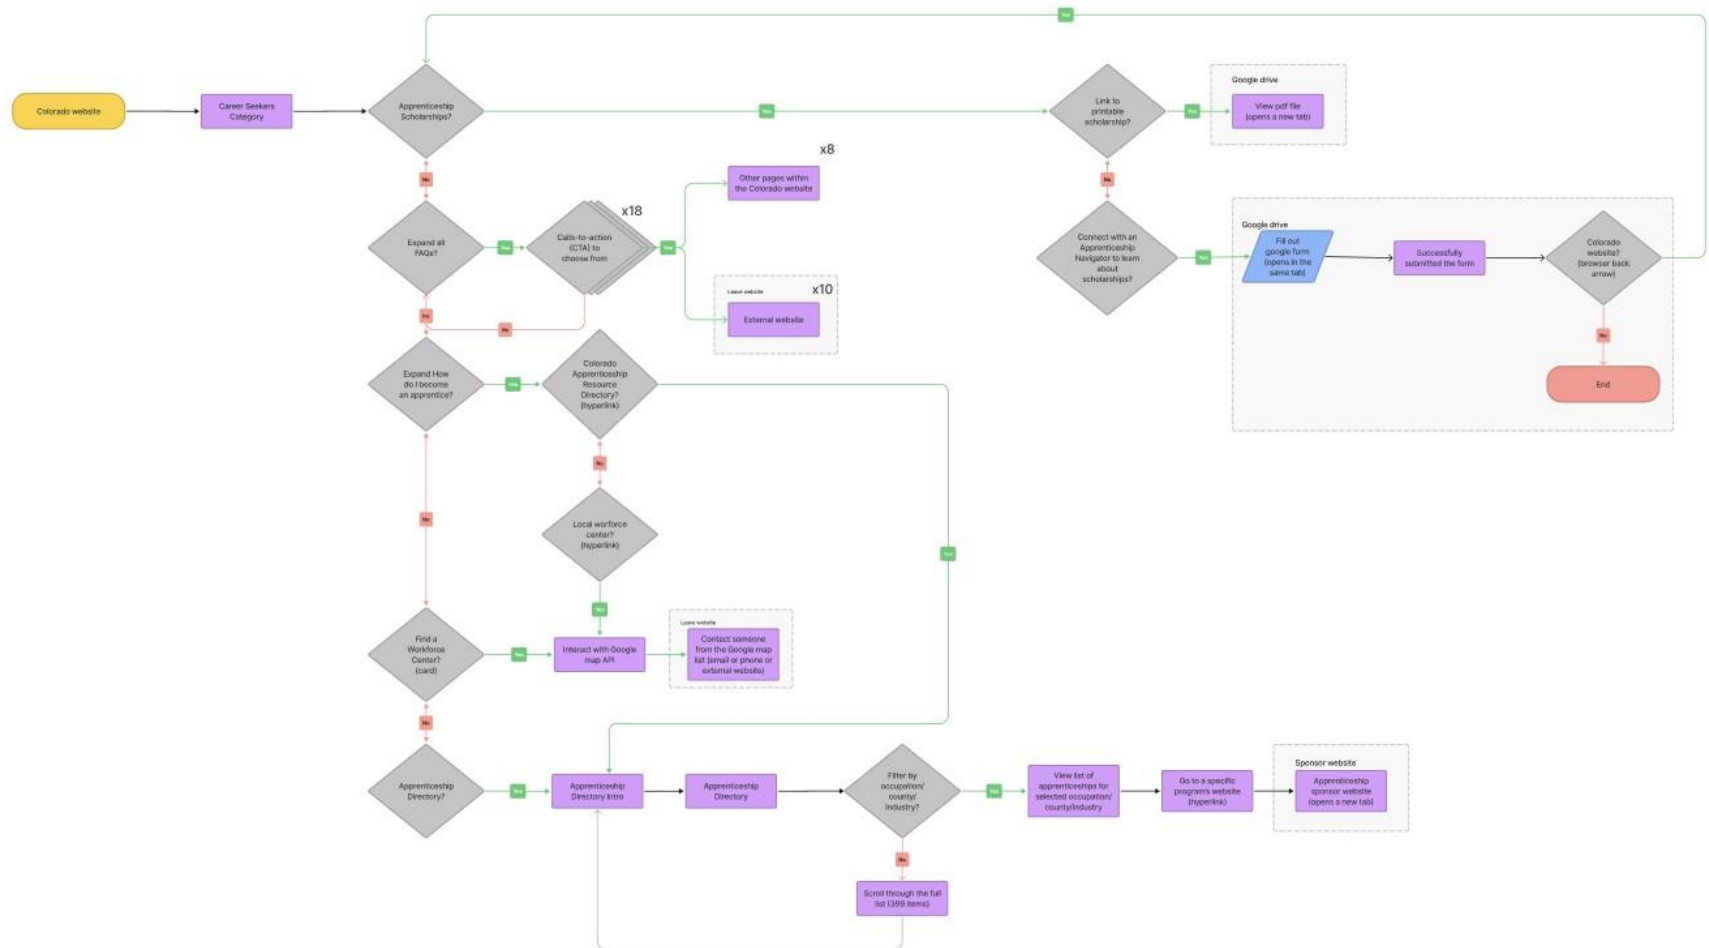 Yes
Colorado website
Career Seekers
Category
Apprenticeship
Scholarships?
Yes
Link to
printable
scholarship?
Yes
Google drive
View pdf file
(opens a new tab)
No
No
x8
Other pages within
the Colorado website
Expand all
FAQs?
Yes
Calls-to-action
(CTA) to
choose from
x18
Yes
Leave website
x10
External website
Connect with an
Apprenticeship
Navigator to learn
about
scholarships?
Yes
Google drive
Fill out
google form
(opens in the
same tab)
Successfully
submitted the form
Colorado
website?
(browser back
arrow)
No
End
No
No
Expand How
do I become
an apprentice?
Yes
Colorado
Apprenticeship
Resource
Directory?
(hyperlink)
No
Yes
No
Local worforce
center?
(hyperlink)
Yes
Find a
Workforce
Center?
(card)
Yes
Interact with Google
map API
Leave website
Contact someone
from the Google map
list (email or phone or
external website)
No
Apprenticeship
Directory?
Yes
Apprenticeship
Directory Intro
Apprenticeship
Directory
Filter by
occupation/
county/
industry?
Yes
View list of
apprenticeships for
selected occupation/
county/industry
Go to a specific
program's website
(hyperlink)
Sponsor website
Apprenticeship
sponsor website
(opens a new tab)
No
Scroll through the full
list (399 items)